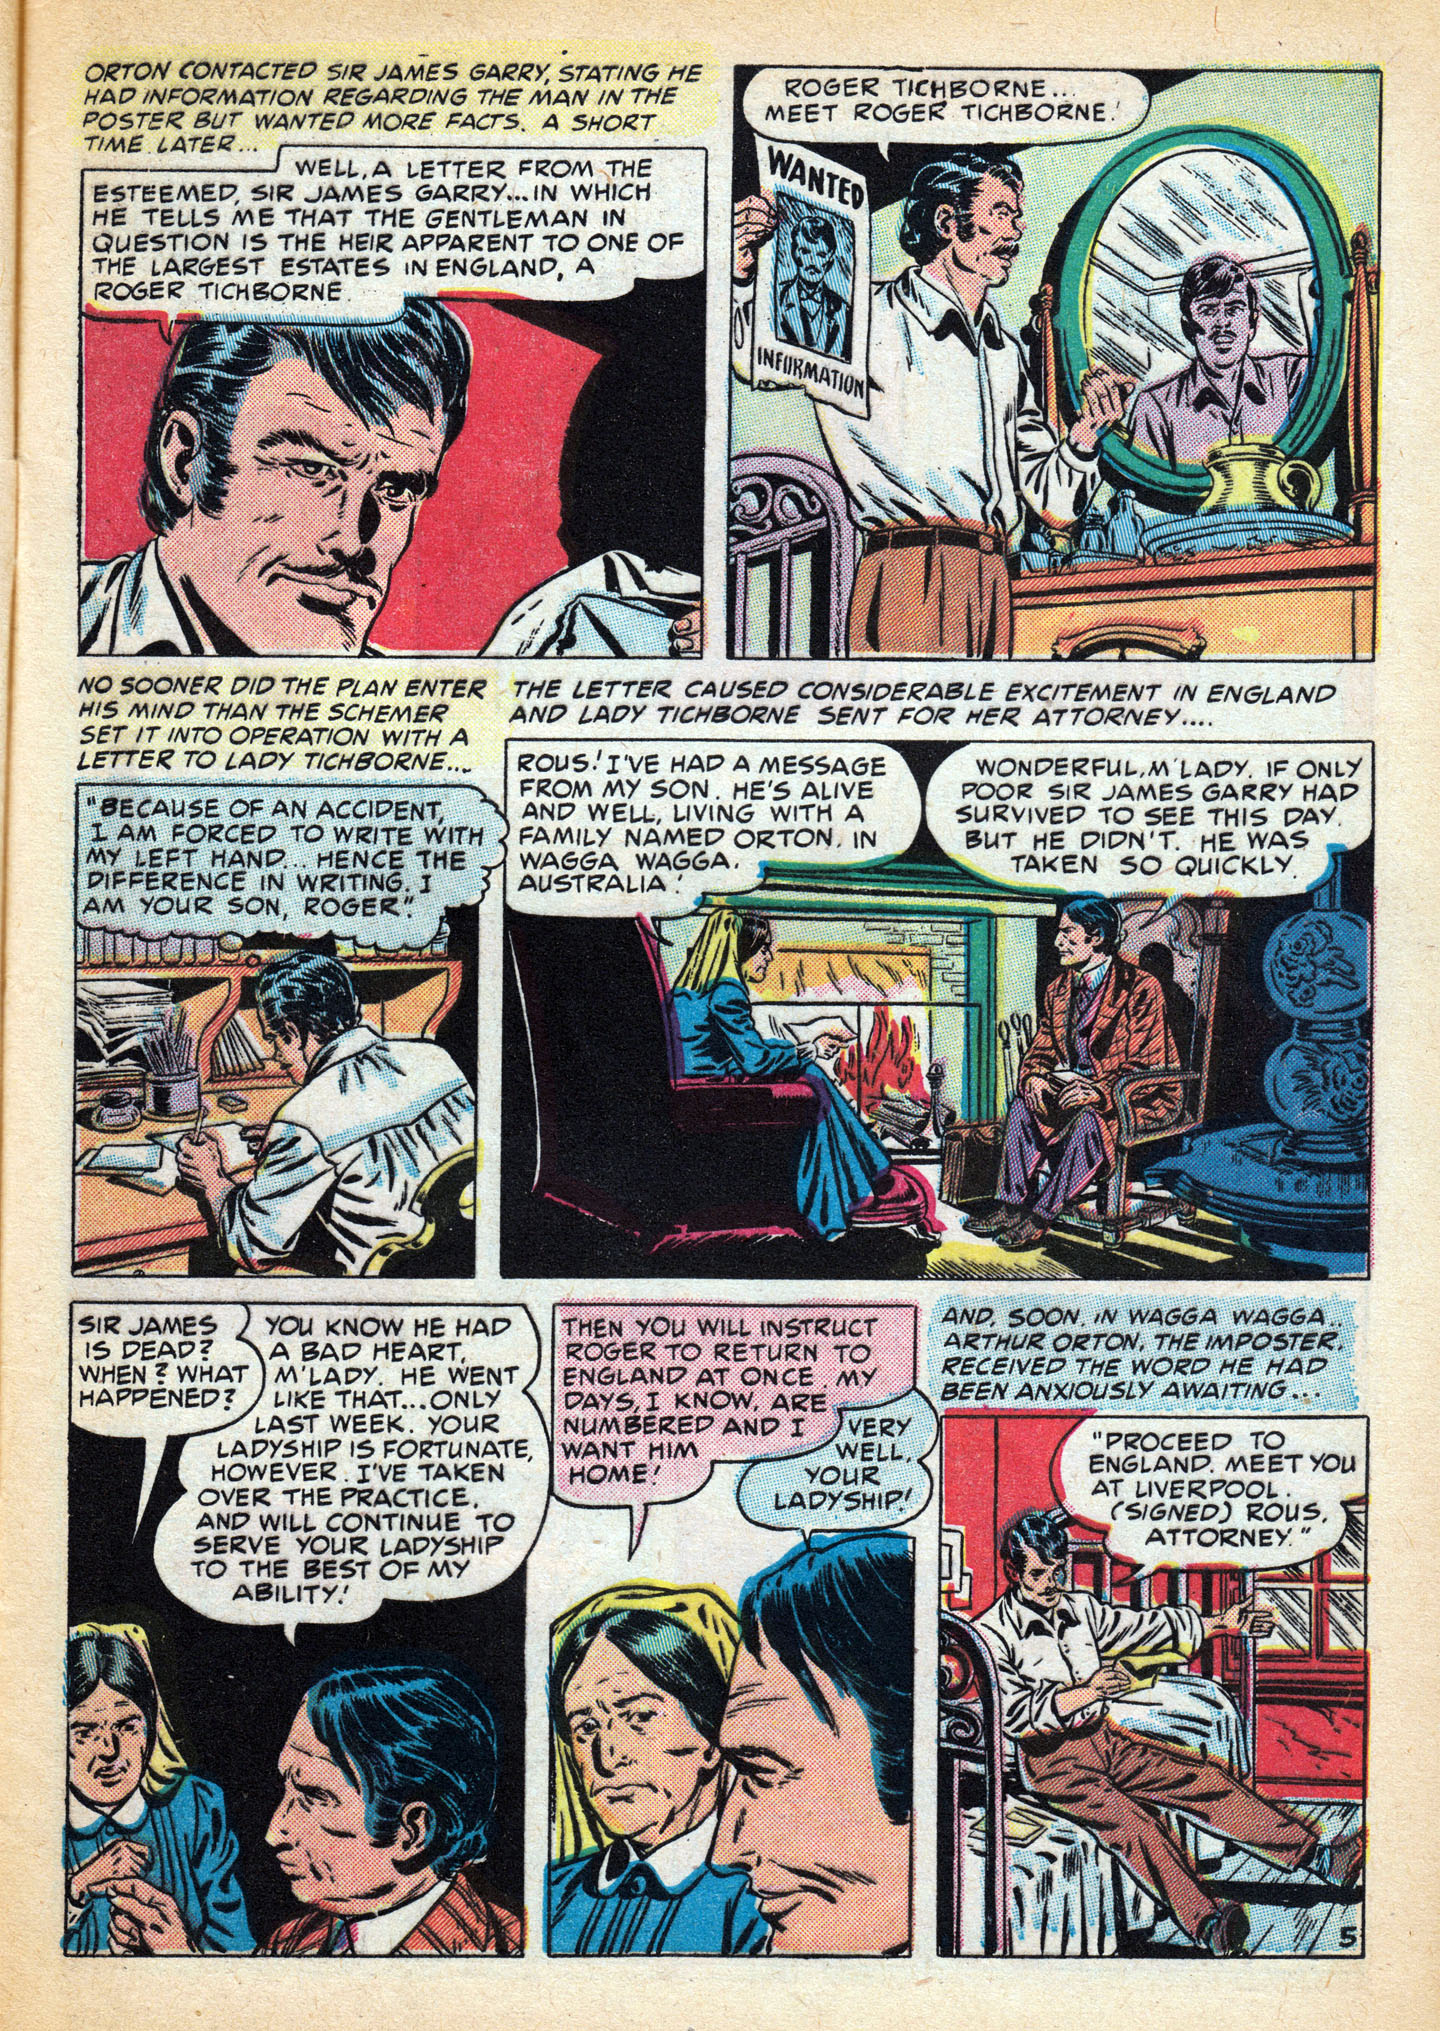 ORTON CONTACTED SIR JAMES GARRY, STATING HE
HAD INFORMATION REGARDING THE MAN IN THE
POSTER BUT WANTED MORE FACTS. A SHORT
TIME LATER...
WELL, A LETTER FROM THE
ESTEEMED, SIR JAMES GARRY... IN WHICH
HE TELLS ME THAT THE GENTLEMAN IN
QUESTION IS THE HEIR APPARENT TO ONE OF
THE LARGEST ESTATES IN ENGLAND, A
ROGER TICHBORNE.
ROGER TICHBORNE...
MEET ROGER TICHBORNE!
WANTED
INFORMATION
NO SOONER DID THE PLAN ENTER
HIS MIND THAN THE SCHEMER
SET IT INTO OPERATION WITH A
LETTER TO LADY TICHBORNE...
"BECAUSE OF AN ACCIDENT,
I AM FORCED TO WRITE WITH
MY LEFT HAND... HENCE THE
DIFFERENCE IN WRITING. I
AM YOUR SON, ROGER".
THE LETTER CAUSED CONSIDERABLE EXCITEMENT IN ENGLAND
AND LADY TICHBORNE SENT FOR HER ATTORNEY....
ROUS! I'VE HAD A MESSAGE
FROM MY SON. HE'S ALIVE
AND WELL, LIVING WITH A
FAMILY NAMED ORTON, IN
WAGGA WAGGA,
AUSTRALIA!
WONDERFUL, M'LADY. IF ONLY
POOR SIR JAMES GARRY HAD
SURVIVED TO SEE THIS DAY.
BUT HE DIDN'T. HE WAS
TAKEN SO QUICKLY.
SIR JAMES
IS DEAD?
WHEN? WHAT
HAPPENED?
YOU KNOW HE HAD
A BAD HEART,
M'LADY. HE WENT
LIKE THAT... ONLY
LAST WEEK. YOUR
LADYSHIP IS FORTUNATE,
HOWEVER. I'VE TAKEN
OVER THE PRACTICE,
AND WILL CONTINUE TO
SERVE YOUR LADYSHIP
TO THE BEST OF MY
ABILITY!
THEN YOU WILL INSTRUCT
ROGER TO RETURN TO
ENGLAND AT ONCE. MY
DAYS, I KNOW, ARE
NUMBERED AND I
WANT HIM
HOME!
VERY
WELL,
YOUR
LADYSHIP!
AND, SOON, IN WAGGA WAGGA..
ARTHUR ORTON, THE IMPOSTER,
RECEIVED THE WORD HE HAD
BEEN ANXIOUSLY AWAITING...
"PROCEED TO
ENGLAND. MEET YOU
AT LIVERPOOL.
(SIGNED) ROUS,
ATTORNEY."
5